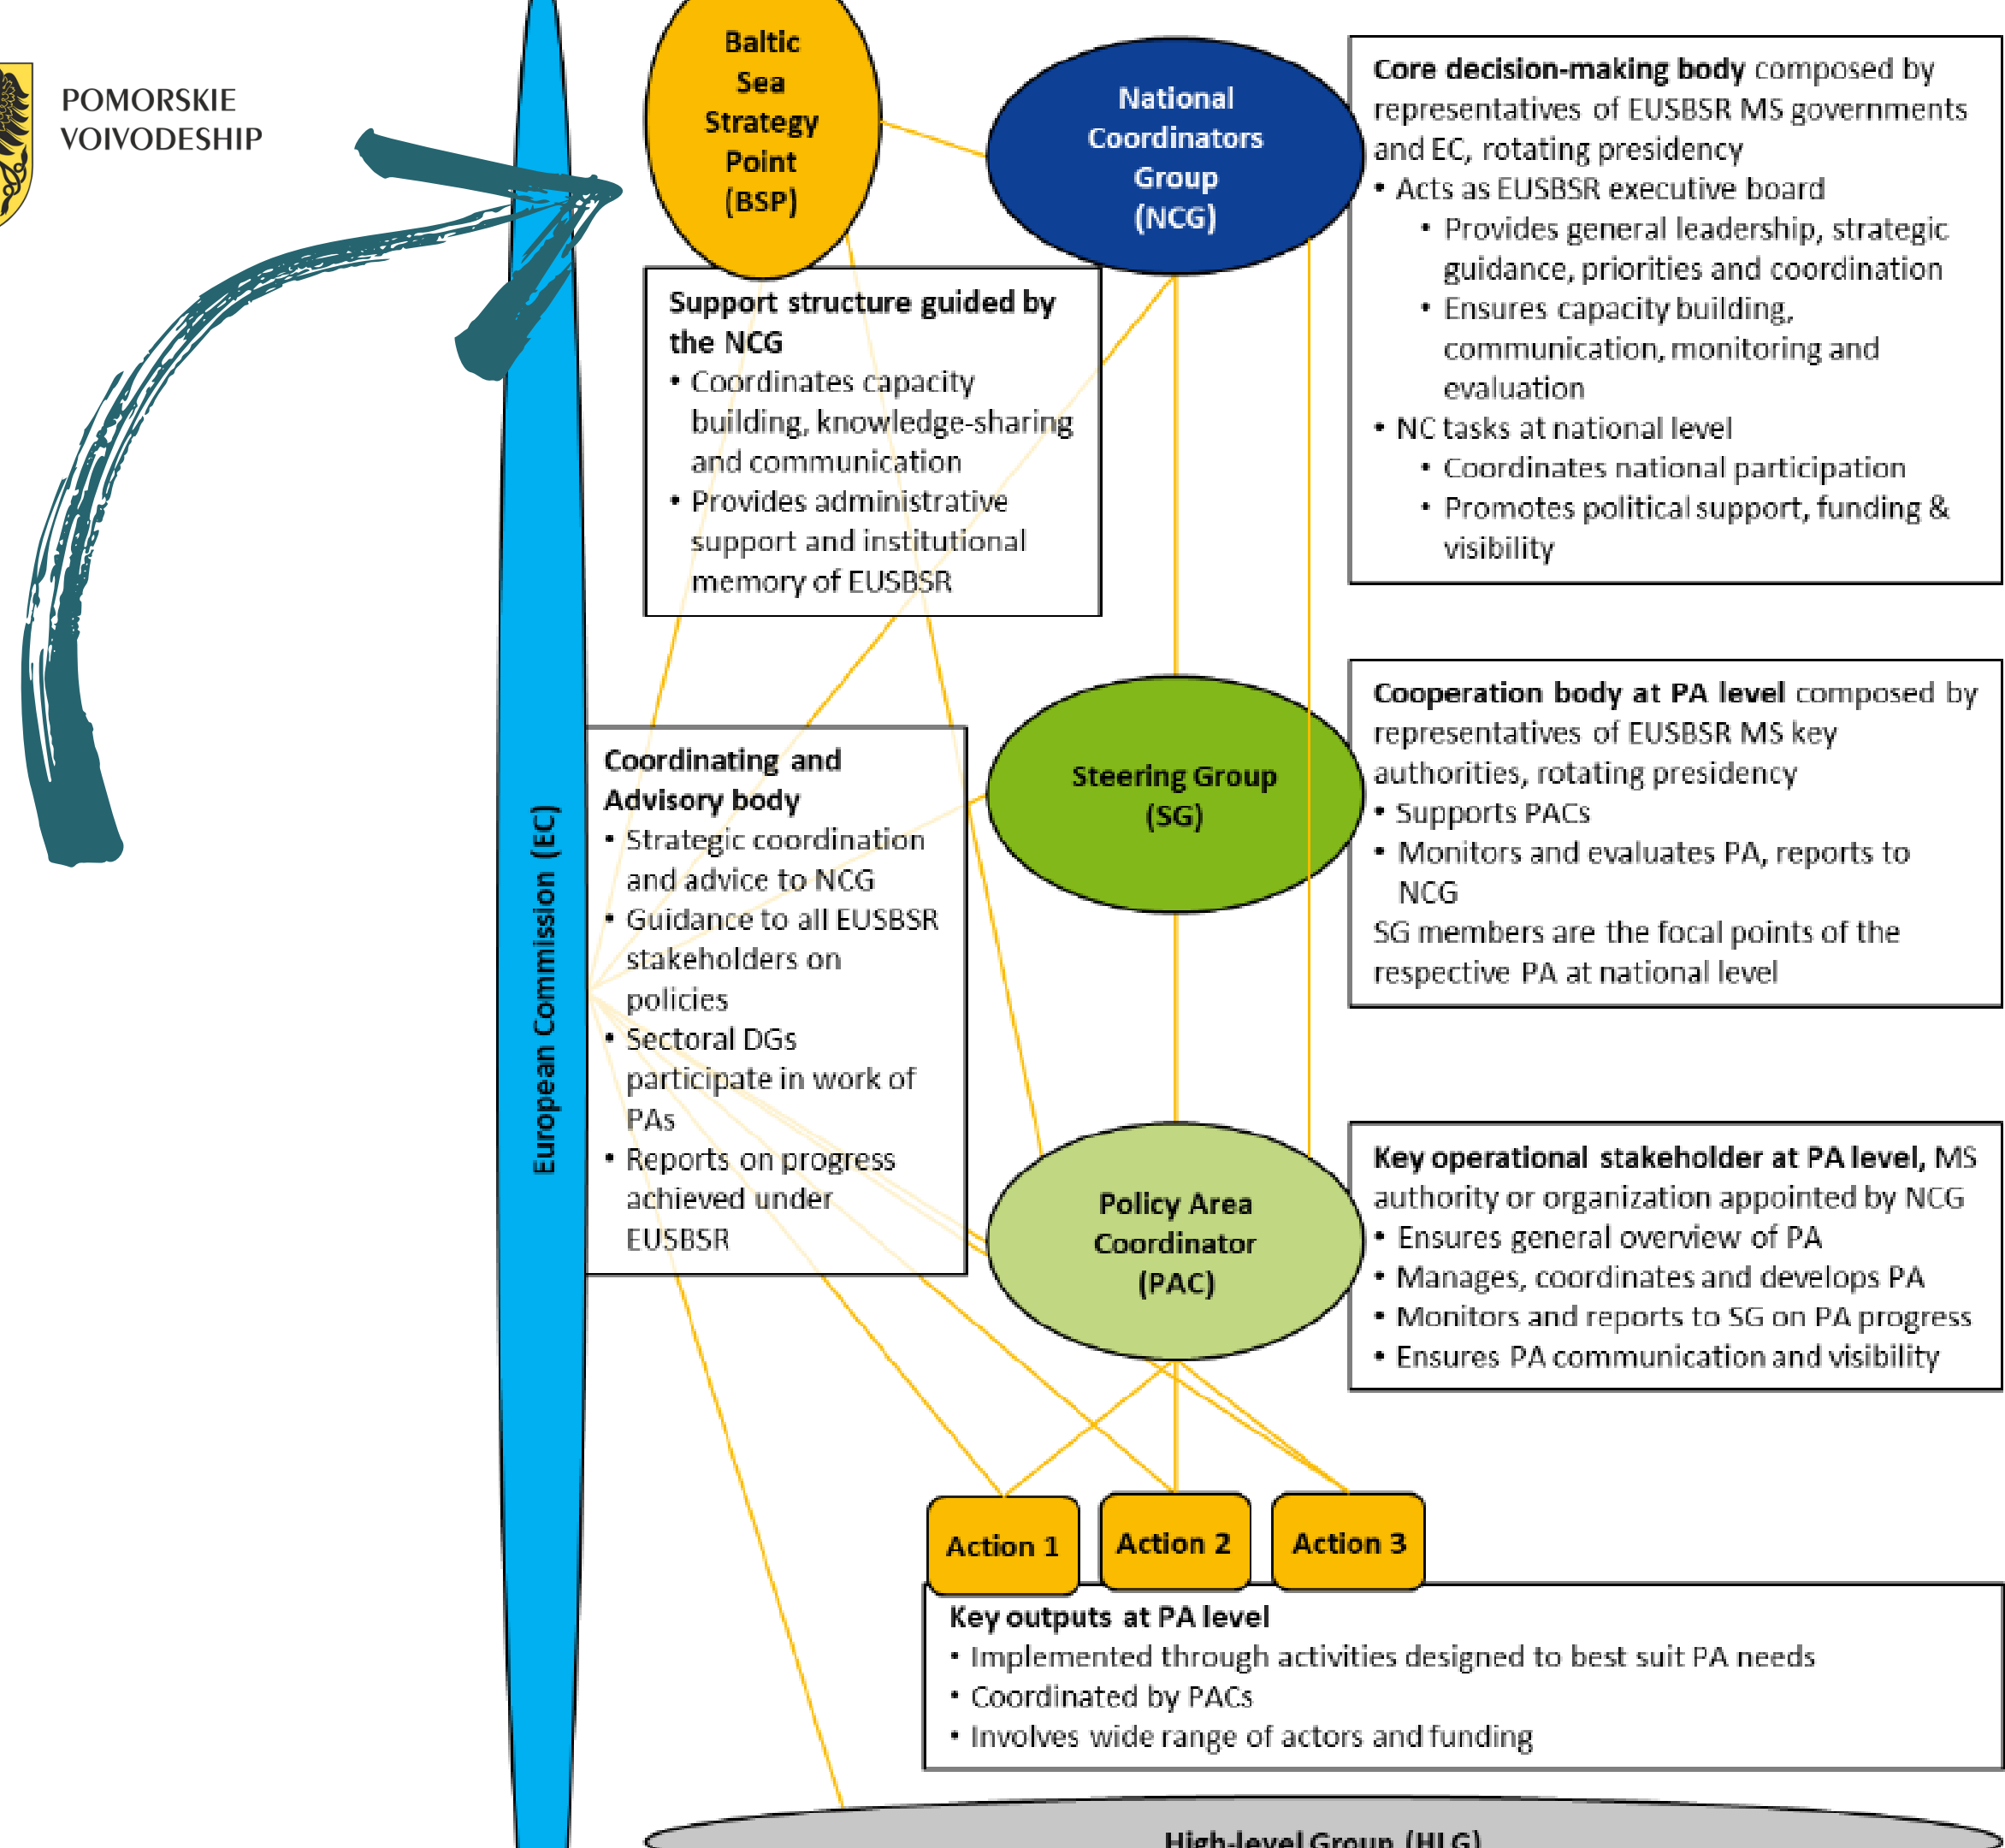 POMORSKIE
VOIVODESHIP
Baltic
Sea
Strategy
Point
(BSP)
National
Coordinators
Group
(NCG)
Core decision-making body composed by
representatives of EUSBSR MS governments
and EC, rotating presidency
• Acts as EUSBSR executive board
• Provides general leadership, strategic
guidance, priorities and coordination
• Ensures capacity building,
communication, monitoring and
evaluation
• NC tasks at national level
• Coordinates national participation
• Promotes political support, funding &
visibility
Support structure guided by
the NCG
• Coordinates capacity
building, knowledge-sharing
and communication
• Provides administrative
support and institutional
memory of EUSBSR
European Commission (EC)
Coordinating and
Advisory body
• Strategic coordination
and advice to NCG
• Guidance to all EUSBSR
stakeholders on
policies
• Sectoral DGs
participate in work of
PAs
• Reports on progress
achieved under
EUSBSR
Steering Group
(SG)
Cooperation body at PA level composed by
representatives of EUSBSR MS key
authorities, rotating presidency
• Supports PACs
• Monitors and evaluates PA, reports to
NCG
SG members are the focal points of the
respective PA at national level
Policy Area
Coordinator
(PAC)
Key operational stakeholder at PA level, MS
authority or organization appointed by NCG
• Ensures general overview of PA
• Manages, coordinates and develops PA
• Monitors and reports to SG on PA progress
• Ensures PA communication and visibility
Action 1
Action 2
Action 3
Key outputs at PA level
• Implemented through activities designed to best suit PA needs
• Coordinated by PACs
• Involves wide range of actors and funding
High-level Group (HLG)